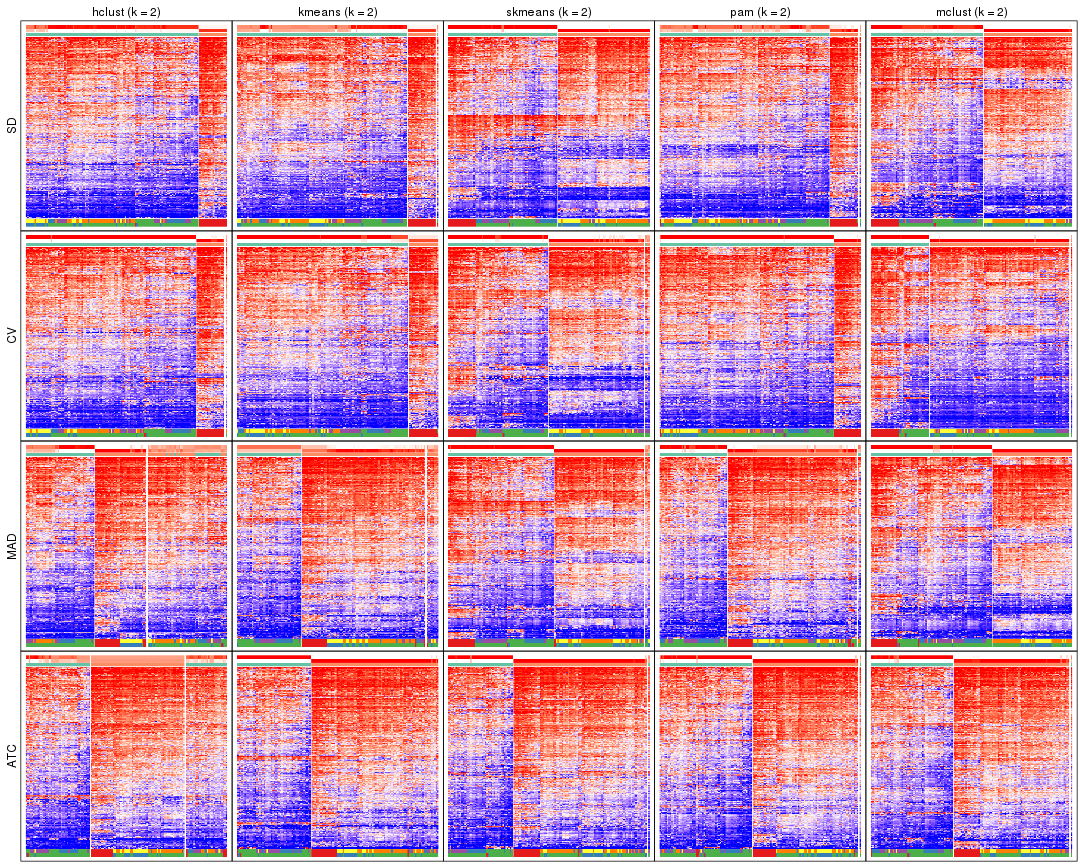 hclust (k = 2) kmeans (k = 2) skmeans (k = 2) pam (k = 2) mclust (k = 2)
SD
CV
MAD
ATC